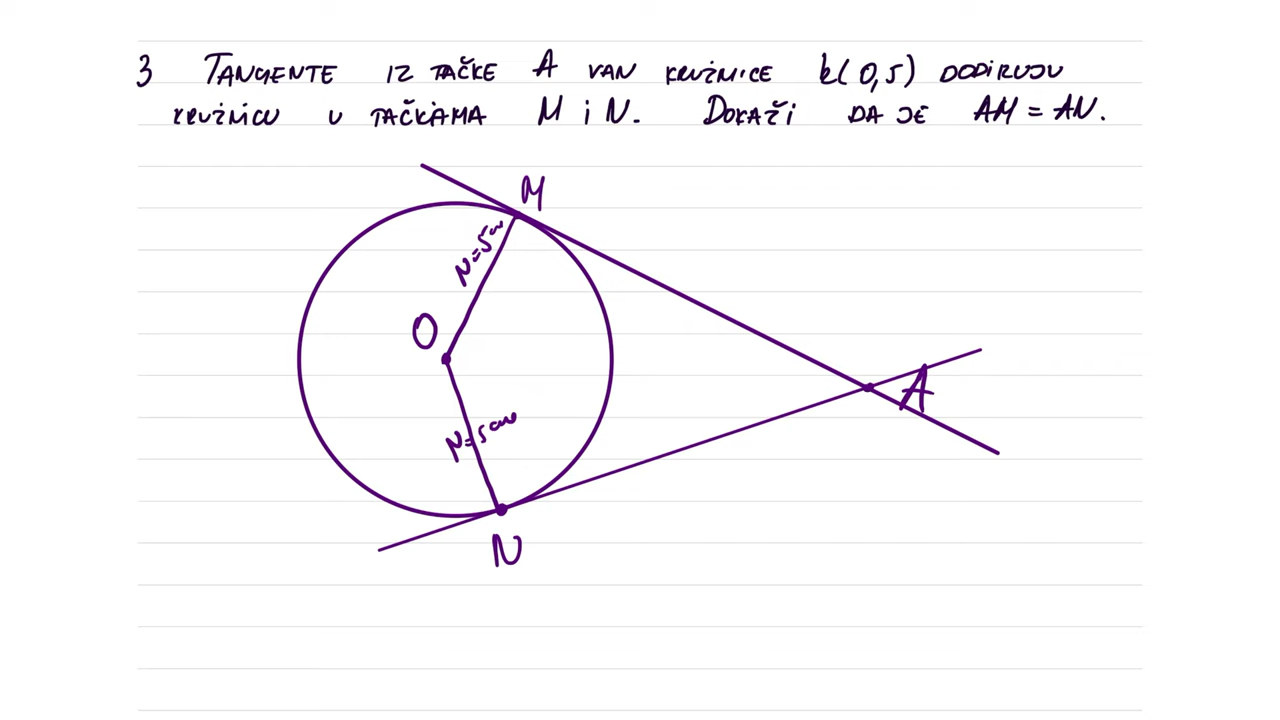 3 TANGENTE IZ TAČKE A VAN KRUŽNICE k(O,5) DODIRUJU
KRUŽNICU U TAČKAMA M i N. DOKAŽI DA JE AM = AN.
M
r=5cm
O
A
r=5cm
N